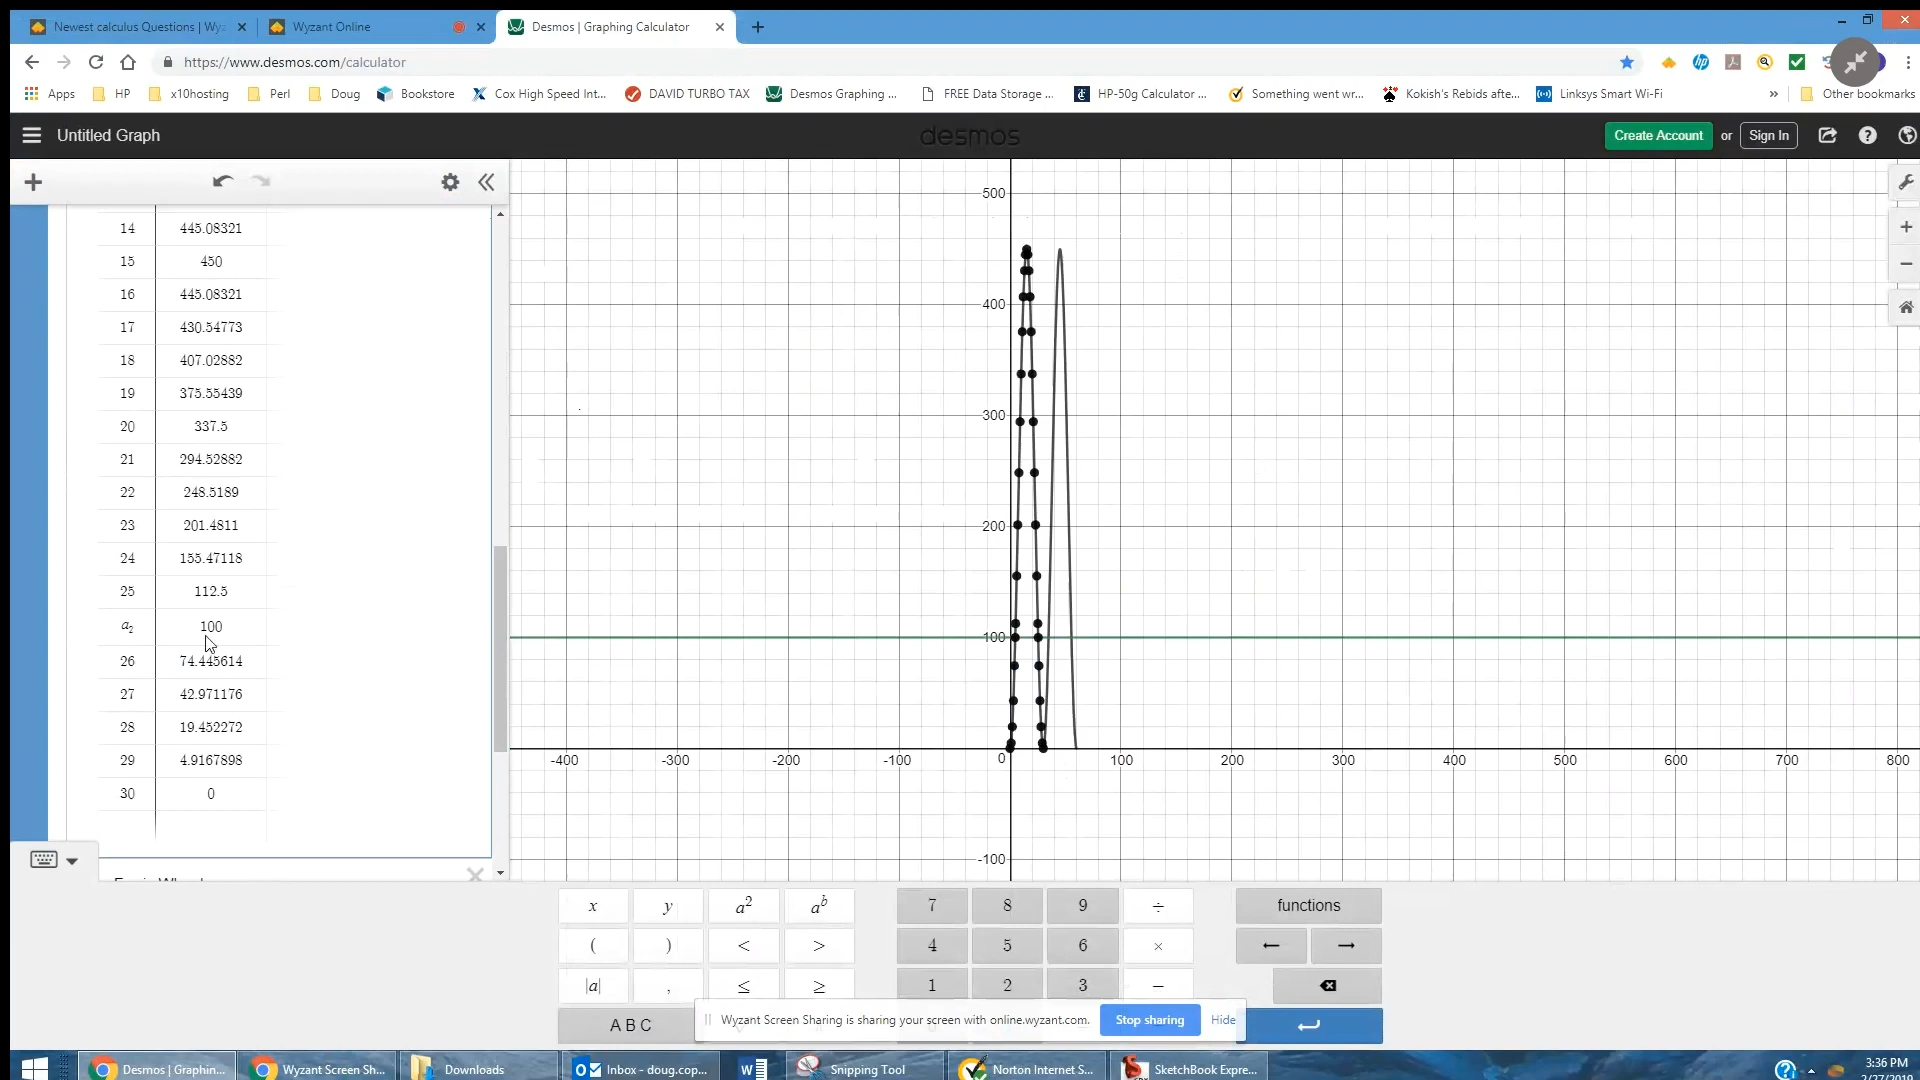 Newest calculus Questions | Wyz
Wyzant Online
Desmos | Graphing Calculator
https://www.desmos.com/calculator
Apps
HP
x10hosting
Perl
Doug
Bookstore
Cox High Speed Int...
DAVID TURBO TAX
Desmos Graphing ...
FREE Data Storage ...
HP-50g Calculator ...
Something went wr...
Kokish's Rebids afte...
Linksys Smart Wi-Fi
»
Other bookmarks
Untitled Graph
desmos
Create Account
or
Sign In
14 445.08321
15 450
16 445.08321
17 430.54773
18 407.02882
19 375.55439
20 337.5
21 294.52882
22 248.5189
23 201.4811
24 155.47118
25 112.5
a₂ 100
26 74.445614
27 42.971176
28 19.452272
29 4.9167898
30 0
500
400
300
200
100
-400 -300 -200 -100 0 100 200 300 400 500 600 700 800
-100
x y a² aᵇ 7 8 9 ÷ functions
( ) < > 4 5 6 × ← →
|a| , ≤ ≥ 1 2 3 −
A B C
Wyzant Screen Sharing is sharing your screen with online.wyzant.com.
Stop sharing
Hide
Desmos | Graphin...
Wyzant Screen Sh...
Downloads
Inbox - doug.cop...
Snipping Tool
Norton Internet S...
SketchBook Expre...
3:36 PM
2/27/2019